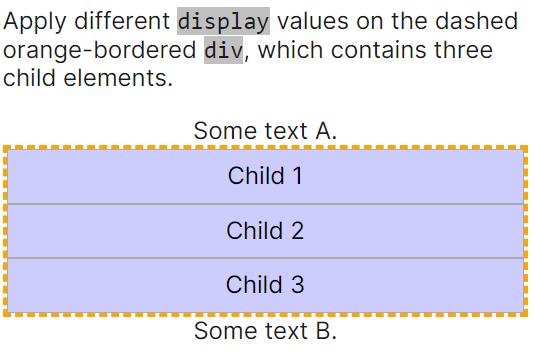 Apply different display values on the dashed
orange-bordered div, which contains three
child elements.
Some text A.
Child 1
Child 2
Child 3
Some text B.